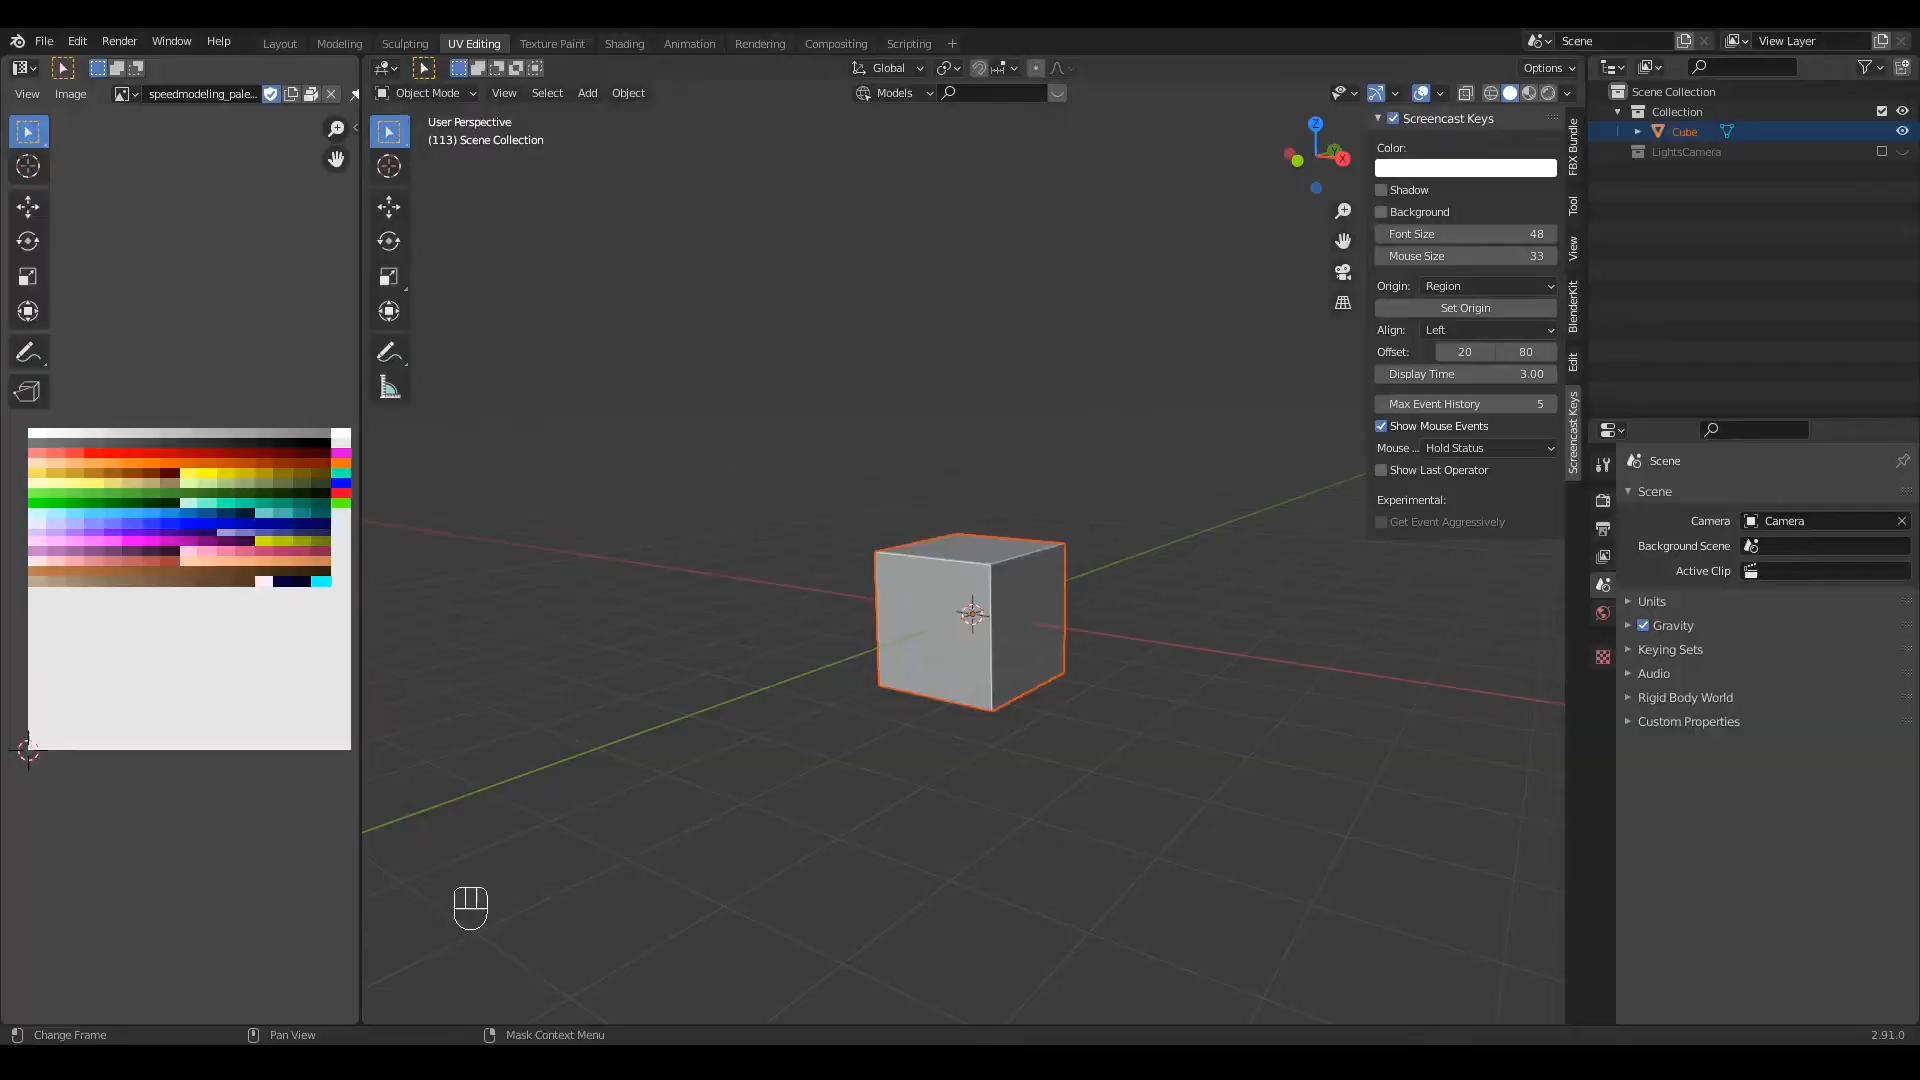 File Edit Render Window Help Layout Modeling Sculpting UV Editing Texture Paint Shading Animation Rendering Compositing Scripting + Scene View Layer
Global Options
View Image speedmodeling_pale... Object Mode View Select Add Object Models
User Perspective
(113) Scene Collection
Z
Y
X
Screencast Keys
Color:
Shadow
Background
Font Size 48
Mouse Size 33
Origin: Region
Set Origin
Align: Left
Offset: 20 80
Display Time 3.00
Max Event History 5
Show Mouse Events
Mouse ... Hold Status
Show Last Operator
Experimental:
Get Event Aggressively
FBX Bundle
Tool
View
BlenderKit
Edit
Screencast Keys
Scene Collection
Collection
Cube
LightsCamera
Scene
Scene
Camera Camera
Background Scene
Active Clip
Units
Gravity
Keying Sets
Audio
Rigid Body World
Custom Properties
Change Frame Pan View Mask Context Menu 2.91.0